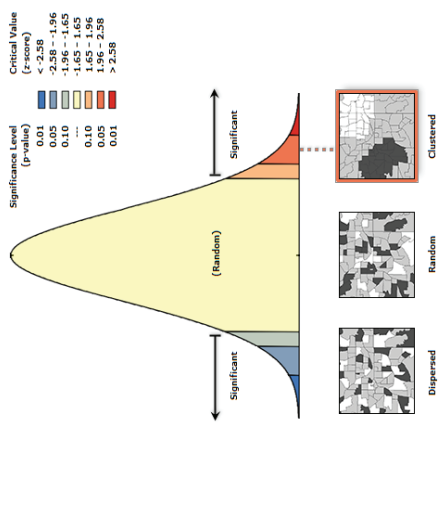 Significance Level
(p-value)
Critical Value
(z-score)
0.01
< -2.58
0.05
-2.58 – -1.96
0.10
-1.96 – -1.65
---
-1.65 – 1.65
0.10
1.65 – 1.96
0.05
1.96 – 2.58
0.01
> 2.58
Significant
(Random)
Significant
Dispersed
Random
Clustered